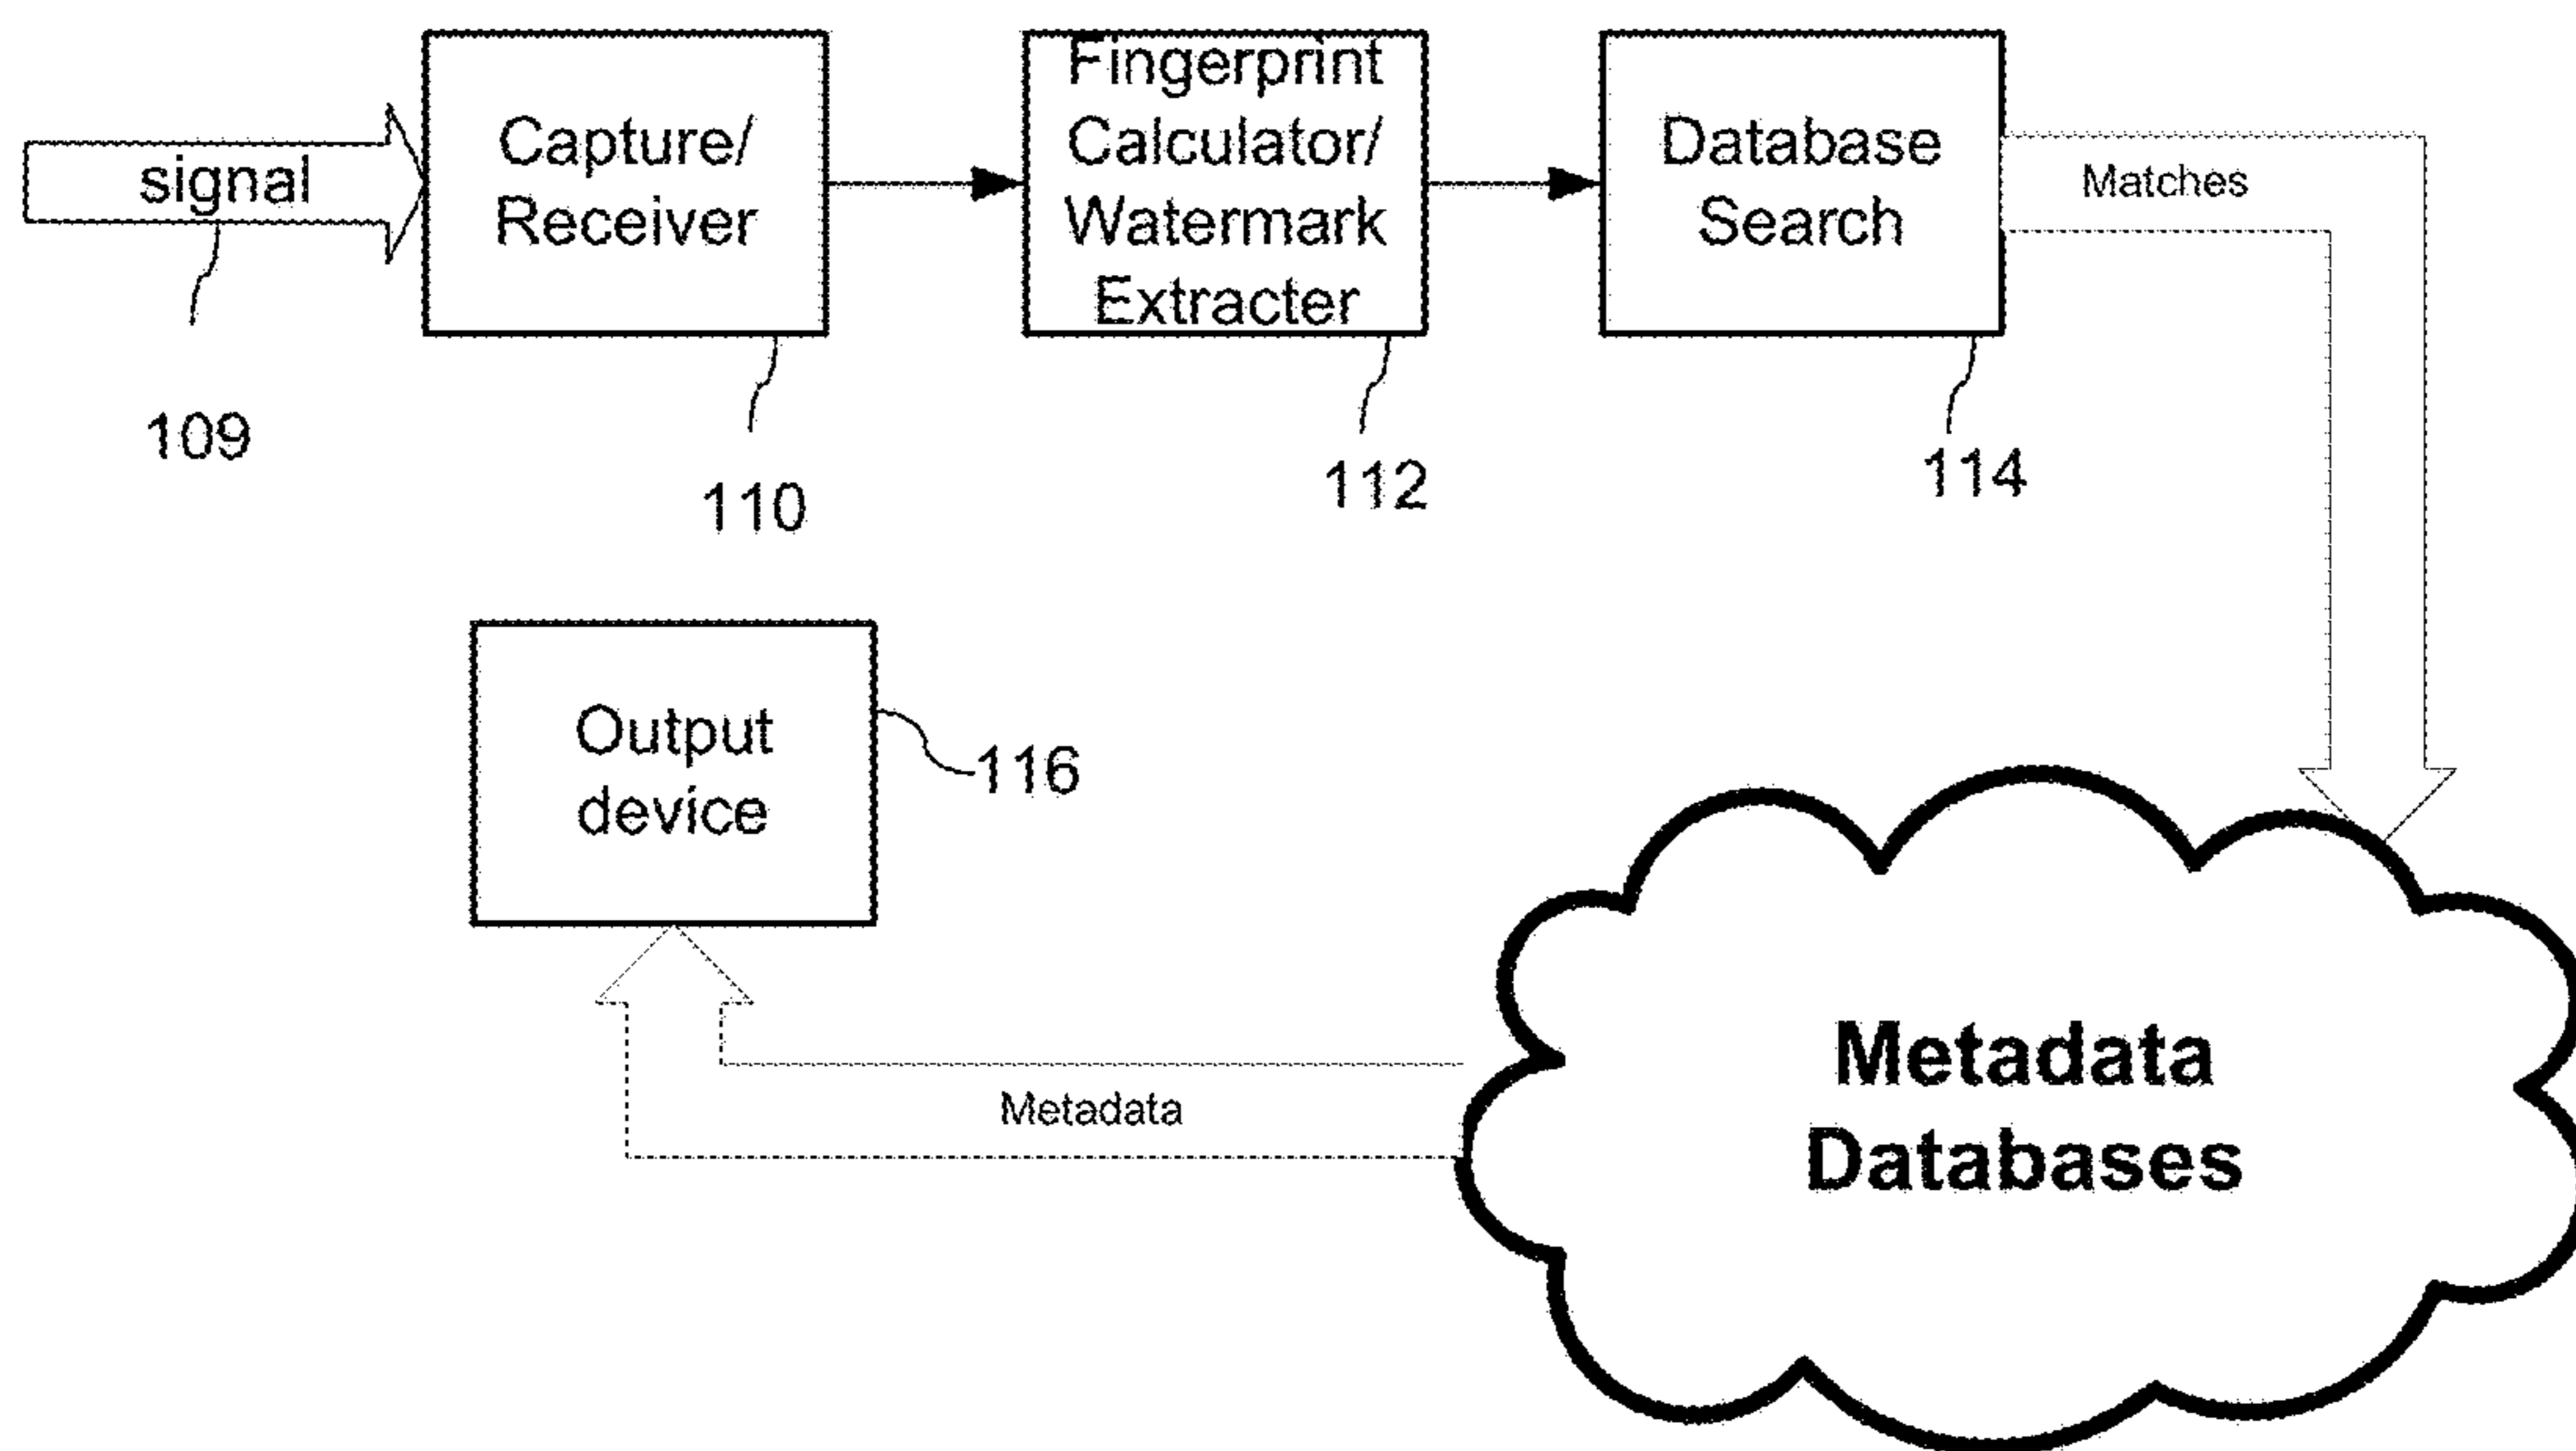 signal
Capture/
Receiver
Fingerprint
Calculator/
Watermark
Extracter
Database
Search
Matches
109
110
112
114
Output
device
116
Metadata
Databases
Metadata